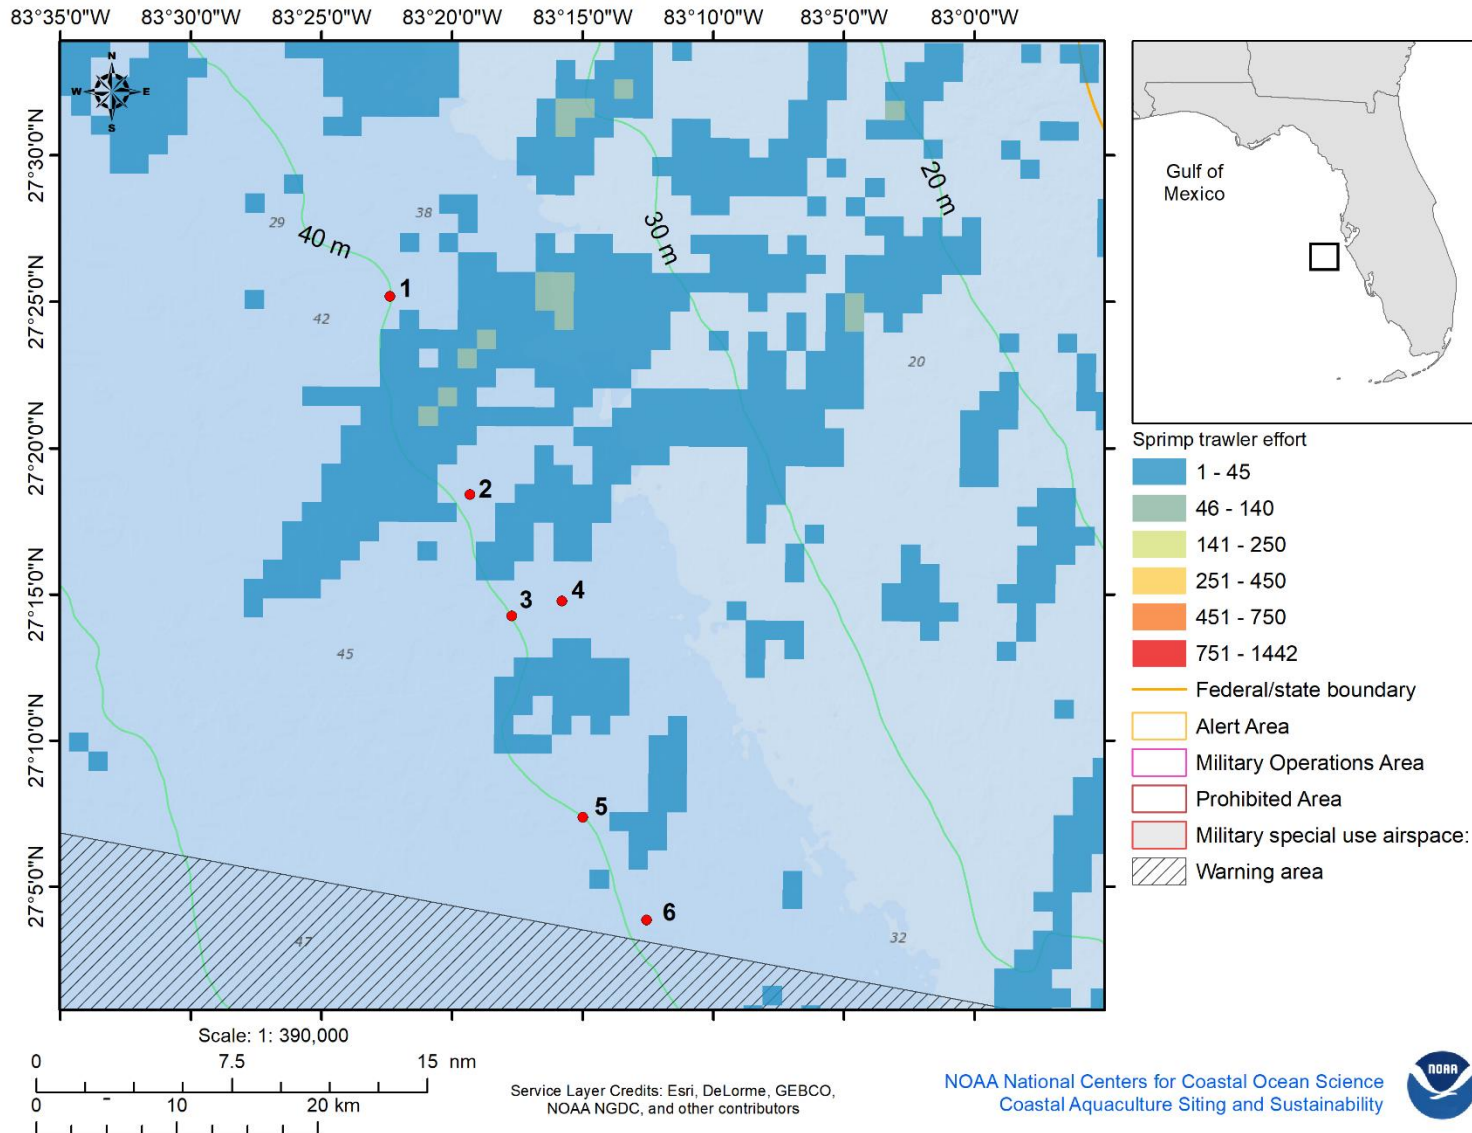 83°35'0"W 83°30'0"W 83°25'0"W 83°20'0"W 83°15'0"W 83°10'0"W 83°5'0"W 83°0'0"W
N
W E
S
27°30'0"N
27°25'0"N
27°20'0"N
27°15'0"N
27°10'0"N
27°5'0"N
20 m
30 m
40 m
29
38
42
20
45
47
32
1
2
3
4
5
6
Gulf of
Mexico
Sprimp trawler effort
1 - 45
46 - 140
141 - 250
251 - 450
451 - 750
751 - 1442
Federal/state boundary
Alert Area
Military Operations Area
Prohibited Area
Military special use airspace:
Warning area
Scale: 1: 390,000
0 7.5 15 nm
0 10 20 km
Service Layer Credits: Esri, DeLorme, GEBCO,
NOAA NGDC, and other contributors
NOAA National Centers for Coastal Ocean Science
Coastal Aquaculture Siting and Sustainability
NOAA